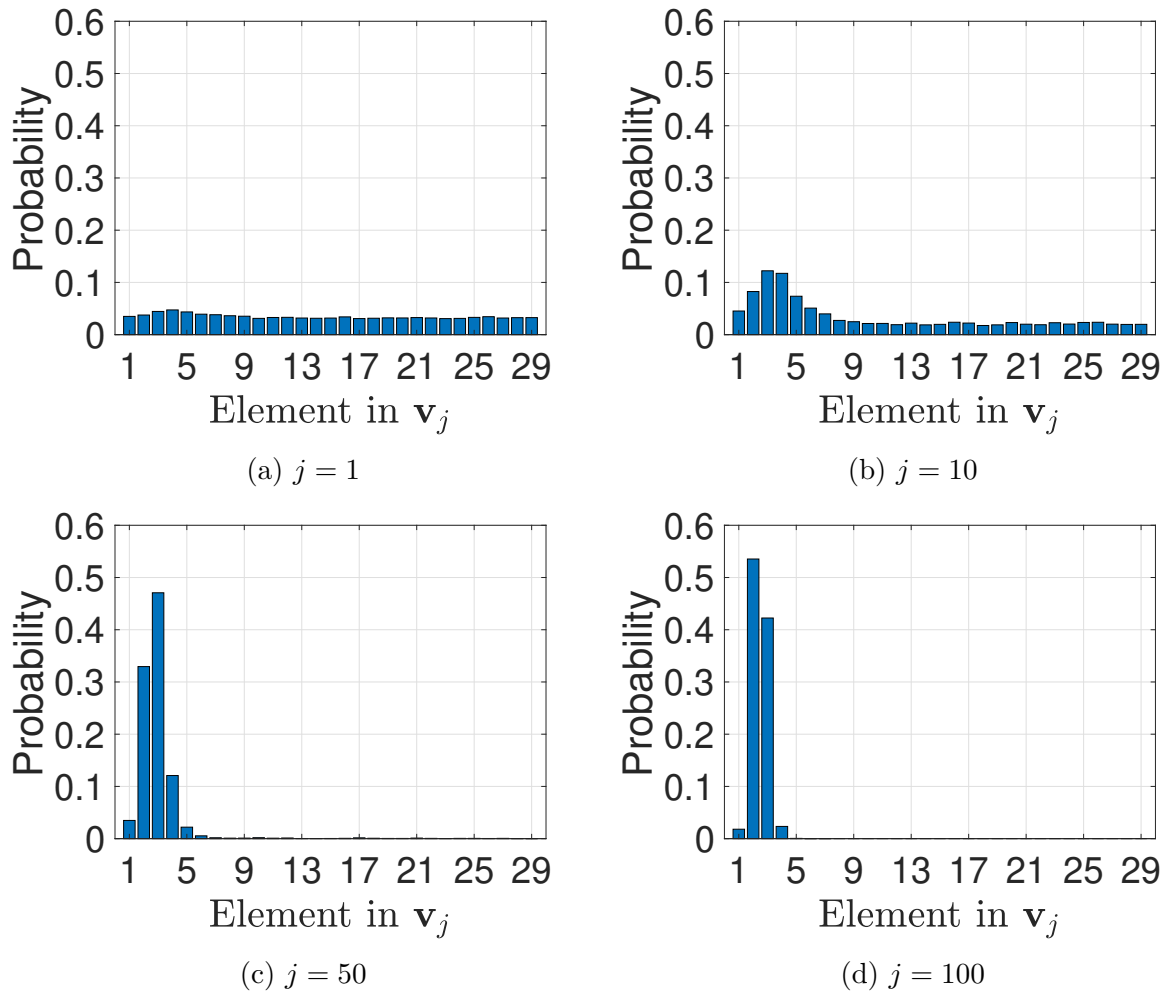 0.6
0.5
0.4
0.3
0.2
0.1
0
Probability
1 5 9 13 17 21 25 29
Element in v_j
(a) j = 1
0.6
0.5
0.4
0.3
0.2
0.1
0
Probability
1 5 9 13 17 21 25 29
Element in v_j
(b) j = 10
0.6
0.5
0.4
0.3
0.2
0.1
0
Probability
1 5 9 13 17 21 25 29
Element in v_j
(c) j = 50
0.6
0.5
0.4
0.3
0.2
0.1
0
Probability
1 5 9 13 17 21 25 29
Element in v_j
(d) j = 100